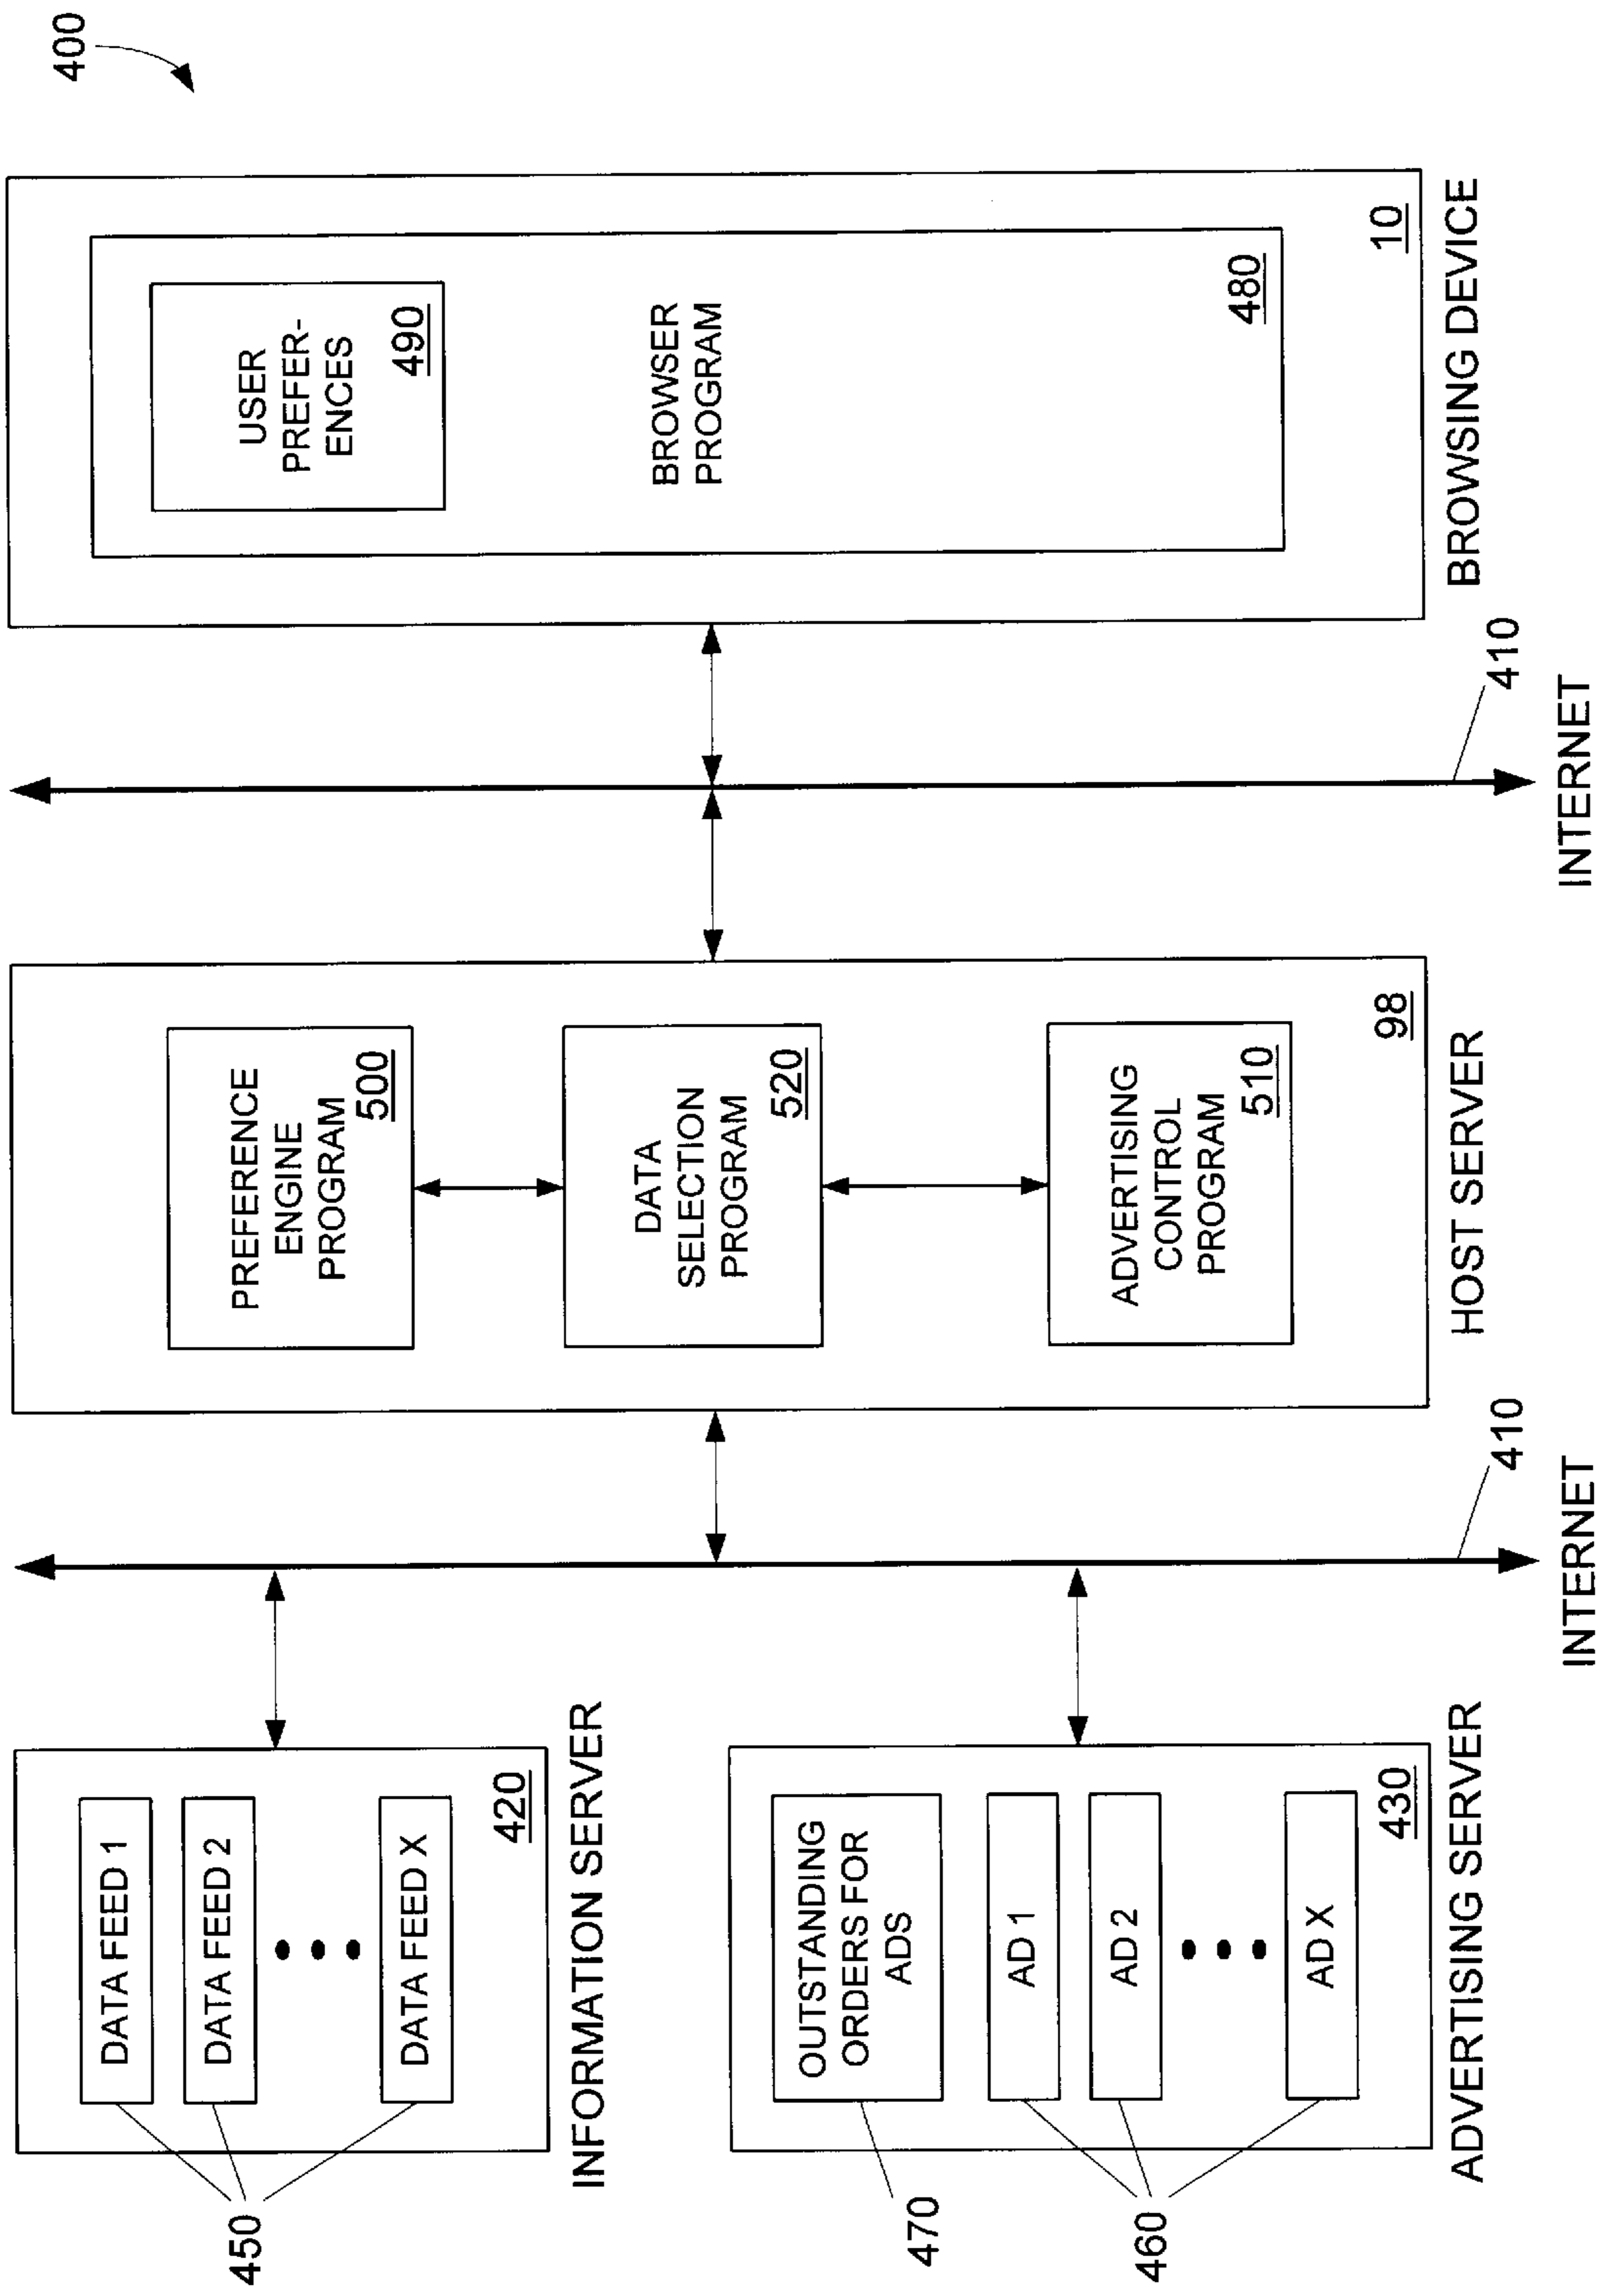 400
DATA FEED 1
DATA FEED 2
DATA FEED X
420
450
INFORMATION SERVER
OUTSTANDING
ORDERS FOR
ADS
470
AD 1
AD 2
AD X
460
430
ADVERTISING SERVER
410
INTERNET
PREFERENCE
ENGINE
PROGRAM
500
DATA
SELECTION
PROGRAM
520
ADVERTISING
CONTROL
PROGRAM
510
98
HOST SERVER
410
INTERNET
USER
PREFER-
ENCES
490
BROWSER
PROGRAM
480
10
BROWSING DEVICE